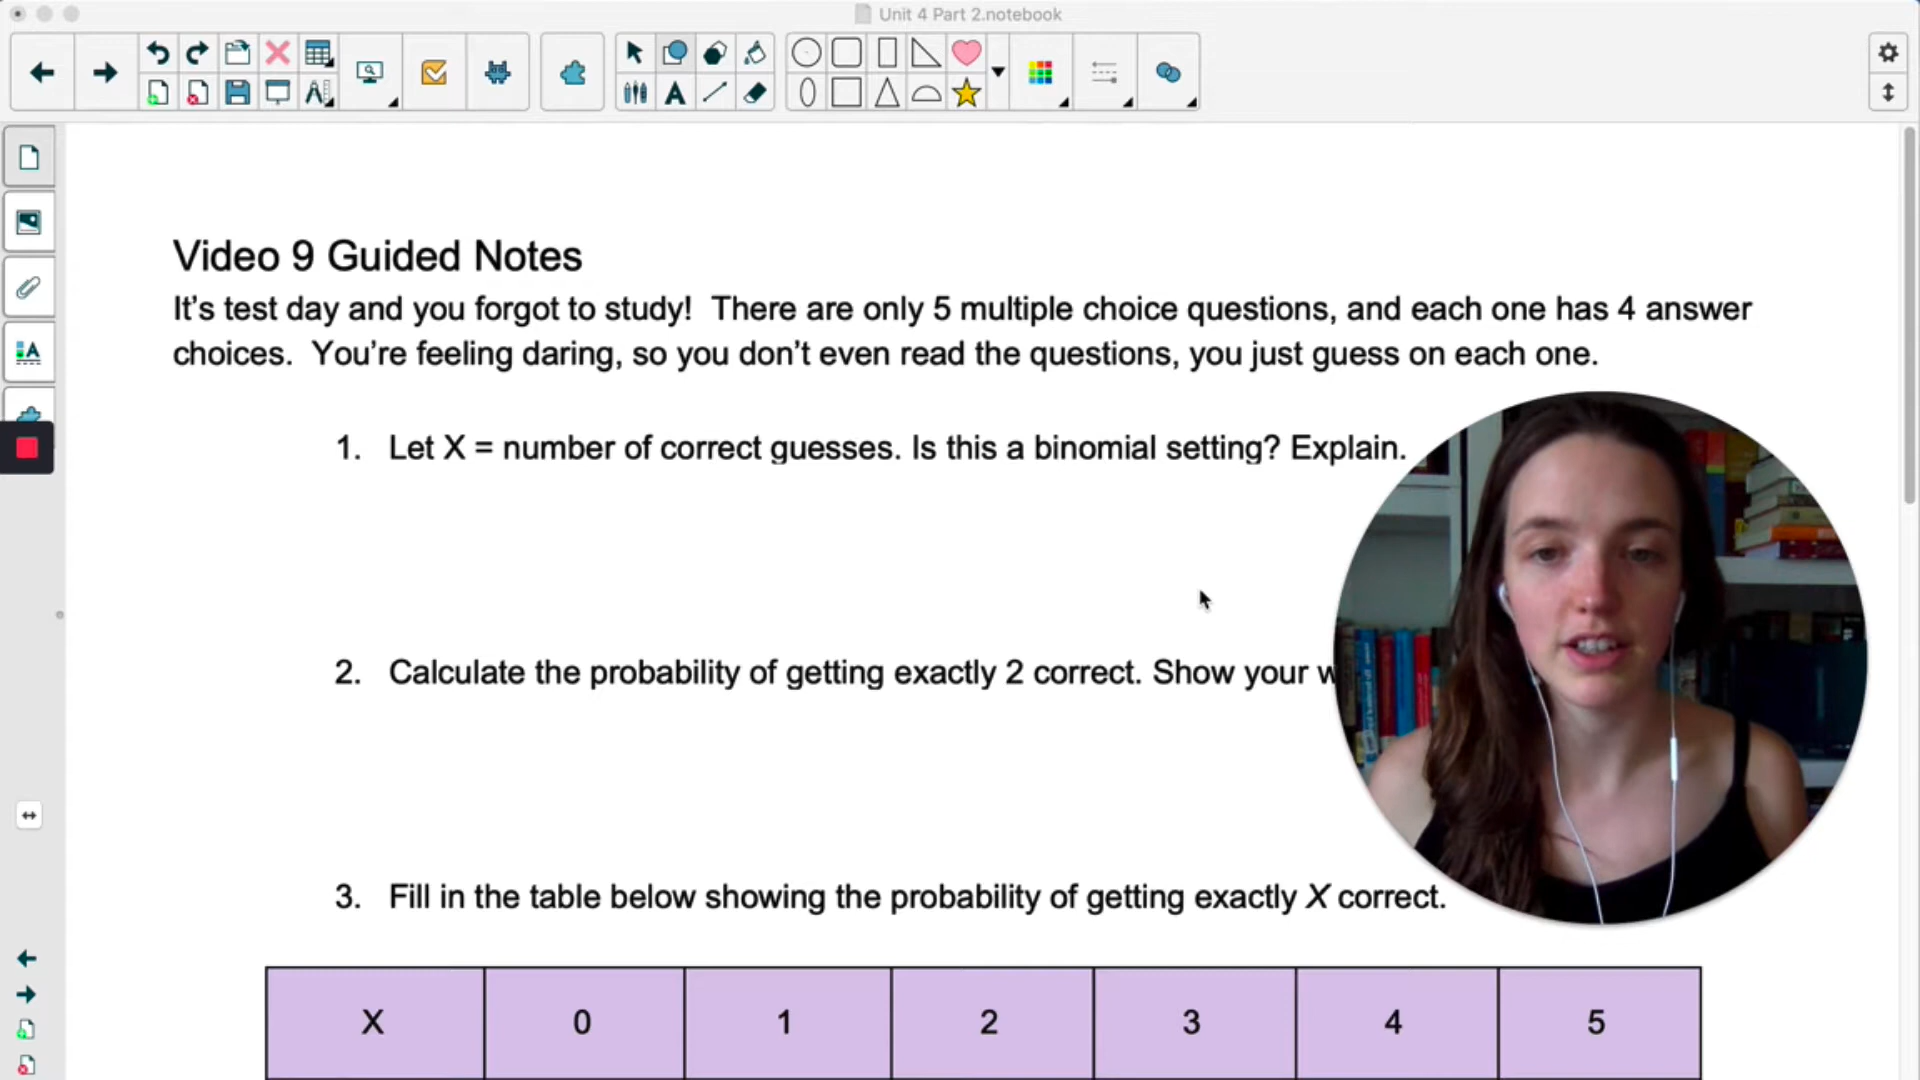 Unit 4 Part 2.notebook
Video 9 Guided Notes
It's test day and you forgot to study!  There are only 5 multiple choice questions, and each one has 4 answer
choices.  You're feeling daring, so you don't even read the questions, you just guess on each one.
1. Let X = number of correct guesses. Is this a binomial setting? Explain.
2. Calculate the probability of getting exactly 2 correct. Show your
3. Fill in the table below showing the probability of getting exactly X correct.
X 0 1 2 3 4 5